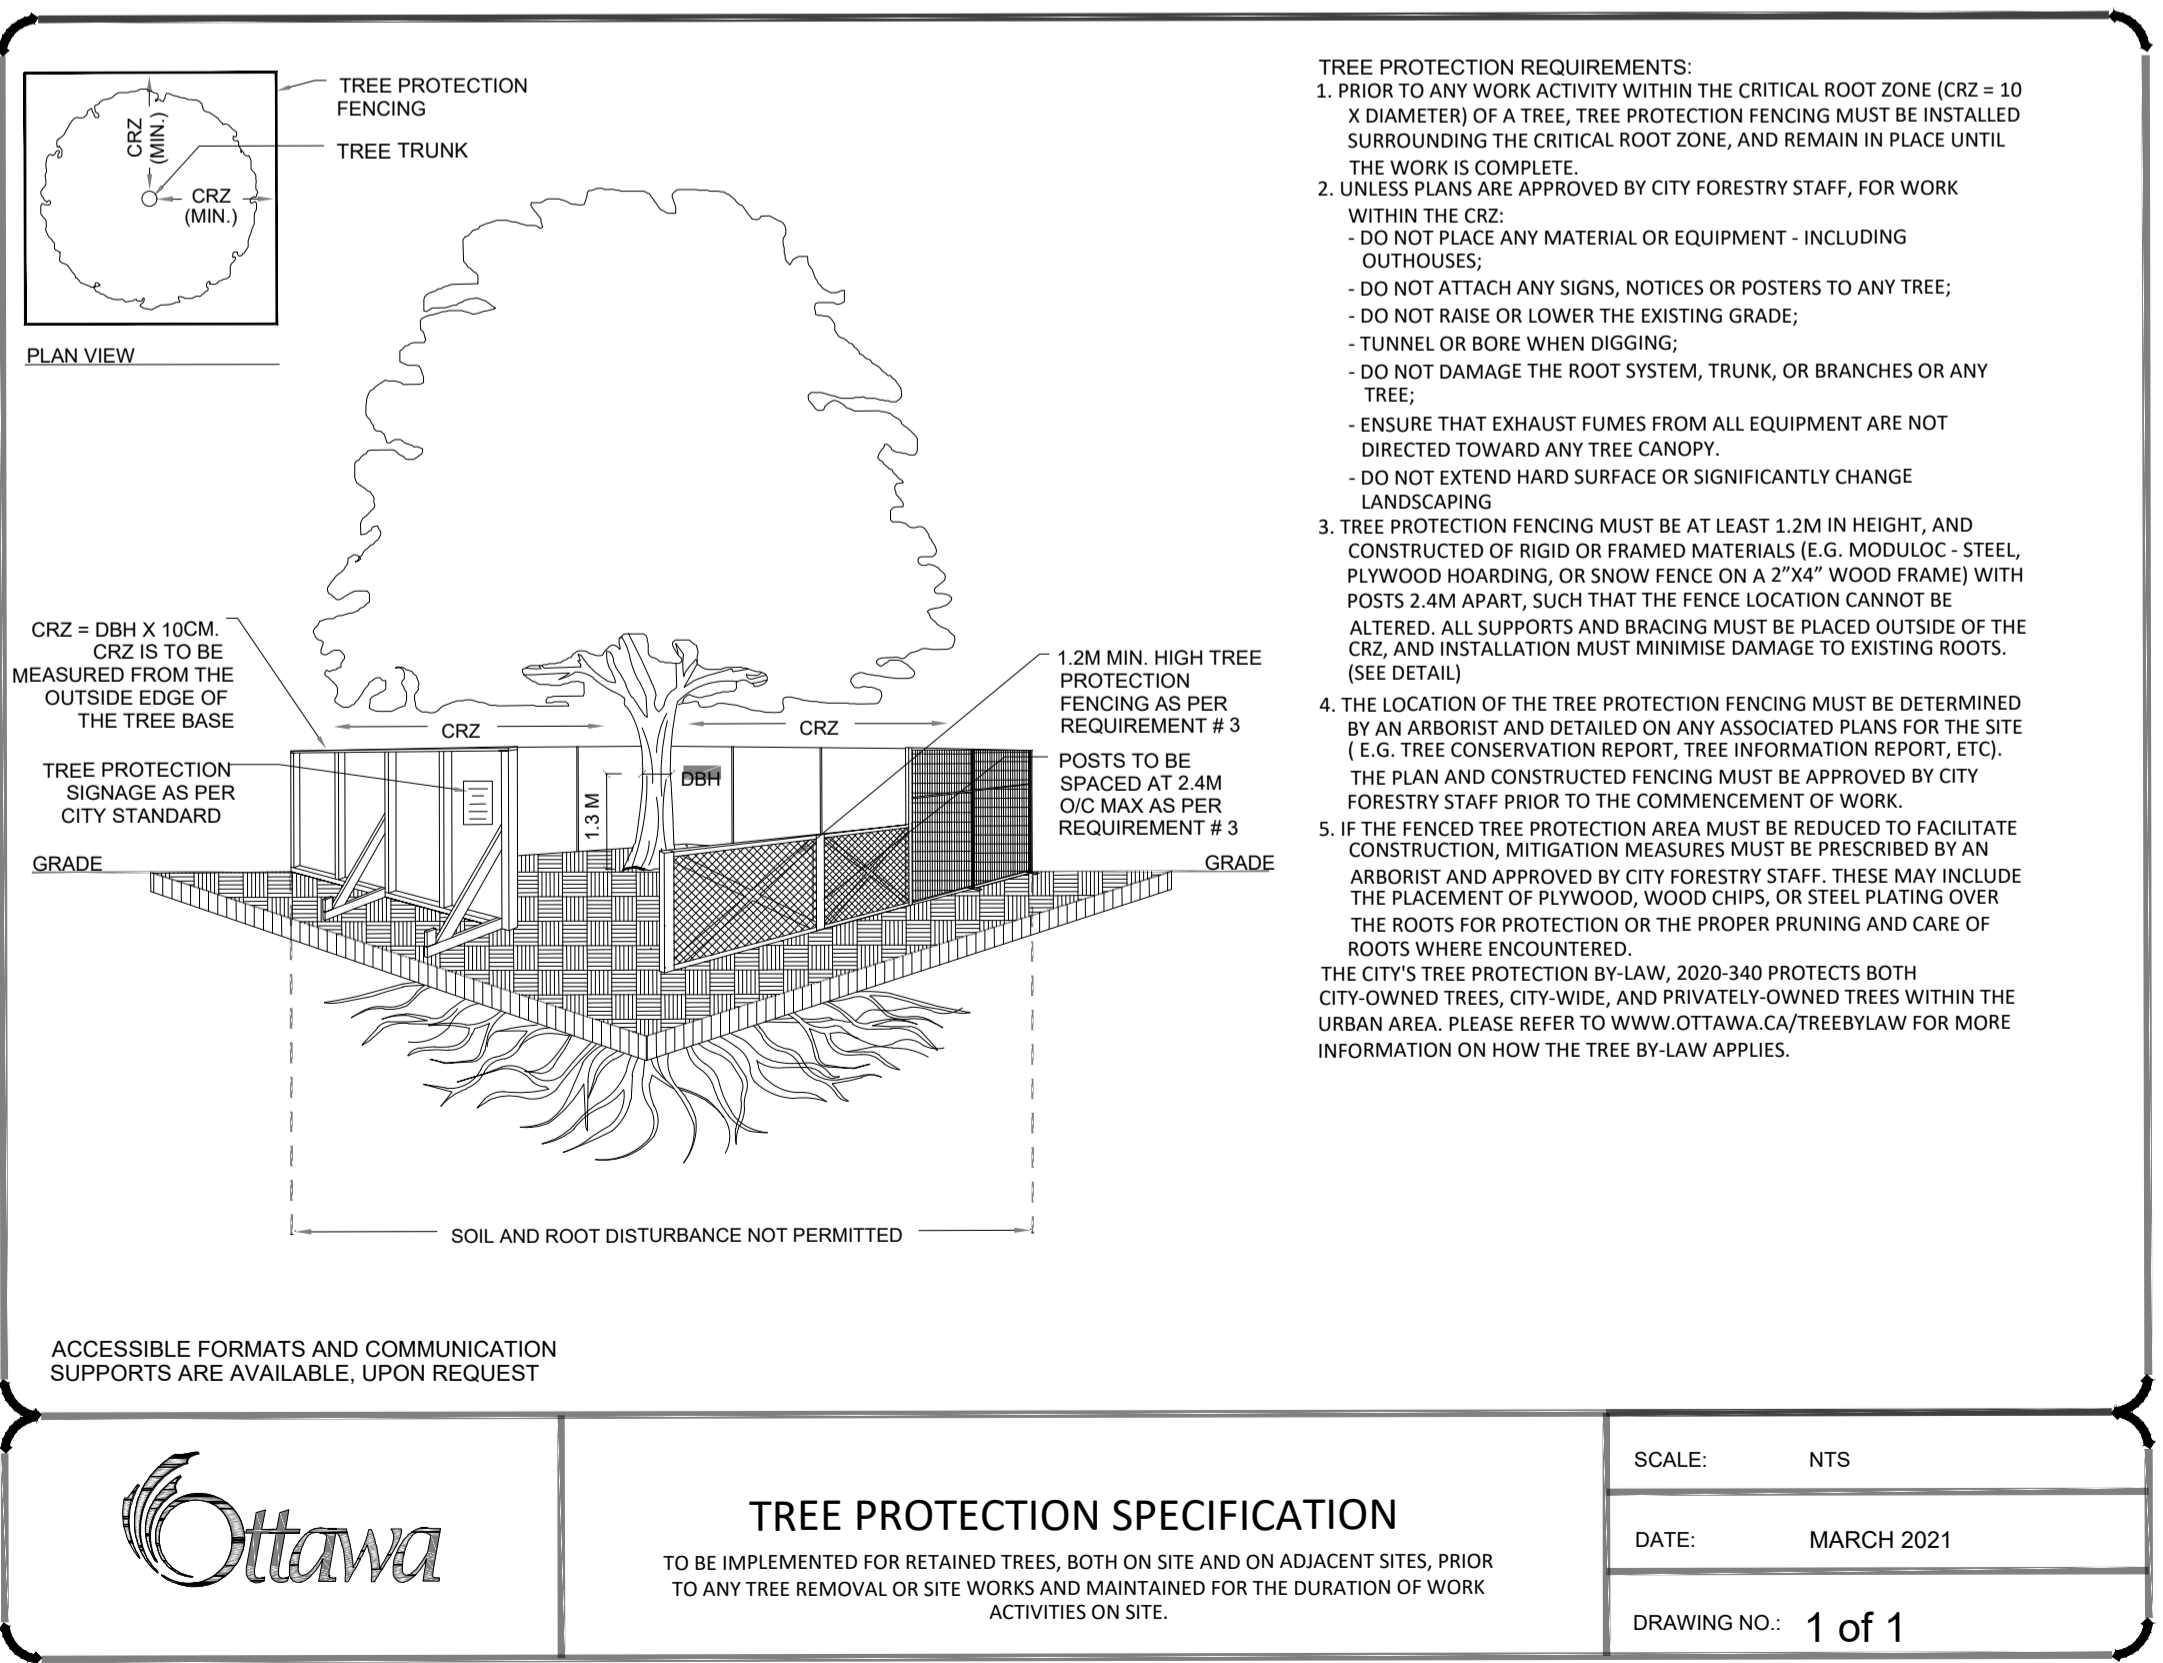 TREE PROTECTION
FENCING
TREE TRUNK
CRZ
(MIN.)
CRZ
(MIN.)
PLAN VIEW
CRZ = DBH X 10CM.
CRZ IS TO BE
MEASURED FROM THE
OUTSIDE EDGE OF
THE TREE BASE
TREE PROTECTION
SIGNAGE AS PER
CITY STANDARD
GRADE
CRZ
CRZ
DBH
1.3 M
1.2M MIN. HIGH TREE
PROTECTION
FENCING AS PER
REQUIREMENT # 3
POSTS TO BE
SPACED AT 2.4M
O/C MAX AS PER
REQUIREMENT # 3
GRADE
SOIL AND ROOT DISTURBANCE NOT PERMITTED
TREE PROTECTION REQUIREMENTS:
1. PRIOR TO ANY WORK ACTIVITY WITHIN THE CRITICAL ROOT ZONE (CRZ = 10
X DIAMETER) OF A TREE, TREE PROTECTION FENCING MUST BE INSTALLED
SURROUNDING THE CRITICAL ROOT ZONE, AND REMAIN IN PLACE UNTIL
THE WORK IS COMPLETE.
2. UNLESS PLANS ARE APPROVED BY CITY FORESTRY STAFF, FOR WORK
WITHIN THE CRZ:
- DO NOT PLACE ANY MATERIAL OR EQUIPMENT - INCLUDING
OUTHOUSES;
- DO NOT ATTACH ANY SIGNS, NOTICES OR POSTERS TO ANY TREE;
- DO NOT RAISE OR LOWER THE EXISTING GRADE;
- TUNNEL OR BORE WHEN DIGGING;
- DO NOT DAMAGE THE ROOT SYSTEM, TRUNK, OR BRANCHES OR ANY
TREE;
- ENSURE THAT EXHAUST FUMES FROM ALL EQUIPMENT ARE NOT
DIRECTED TOWARD ANY TREE CANOPY.
- DO NOT EXTEND HARD SURFACE OR SIGNIFICANTLY CHANGE
LANDSCAPING
3. TREE PROTECTION FENCING MUST BE AT LEAST 1.2M IN HEIGHT, AND
CONSTRUCTED OF RIGID OR FRAMED MATERIALS (E.G. MODULOC - STEEL,
PLYWOOD HOARDING, OR SNOW FENCE ON A 2”X4” WOOD FRAME) WITH
POSTS 2.4M APART, SUCH THAT THE FENCE LOCATION CANNOT BE
ALTERED. ALL SUPPORTS AND BRACING MUST BE PLACED OUTSIDE OF THE
CRZ, AND INSTALLATION MUST MINIMISE DAMAGE TO EXISTING ROOTS.
(SEE DETAIL)
4. THE LOCATION OF THE TREE PROTECTION FENCING MUST BE DETERMINED
BY AN ARBORIST AND DETAILED ON ANY ASSOCIATED PLANS FOR THE SITE
( E.G. TREE CONSERVATION REPORT, TREE INFORMATION REPORT, ETC).
THE PLAN AND CONSTRUCTED FENCING MUST BE APPROVED BY CITY
FORESTRY STAFF PRIOR TO THE COMMENCEMENT OF WORK.
5. IF THE FENCED TREE PROTECTION AREA MUST BE REDUCED TO FACILITATE
CONSTRUCTION, MITIGATION MEASURES MUST BE PRESCRIBED BY AN
ARBORIST AND APPROVED BY CITY FORESTRY STAFF. THESE MAY INCLUDE
THE PLACEMENT OF PLYWOOD, WOOD CHIPS, OR STEEL PLATING OVER
THE ROOTS FOR PROTECTION OR THE PROPER PRUNING AND CARE OF
ROOTS WHERE ENCOUNTERED.
THE CITY'S TREE PROTECTION BY-LAW, 2020-340 PROTECTS BOTH
CITY-OWNED TREES, CITY-WIDE, AND PRIVATELY-OWNED TREES WITHIN THE
URBAN AREA. PLEASE REFER TO WWW.OTTAWA.CA/TREEBYLAW FOR MORE
INFORMATION ON HOW THE TREE BY-LAW APPLIES.
ACCESSIBLE FORMATS AND COMMUNICATION
SUPPORTS ARE AVAILABLE, UPON REQUEST
Ottawa
TREE PROTECTION SPECIFICATION
TO BE IMPLEMENTED FOR RETAINED TREES, BOTH ON SITE AND ON ADJACENT SITES, PRIOR
TO ANY TREE REMOVAL OR SITE WORKS AND MAINTAINED FOR THE DURATION OF WORK
ACTIVITIES ON SITE.
SCALE: NTS
DATE: MARCH 2021
DRAWING NO.: 1 of 1